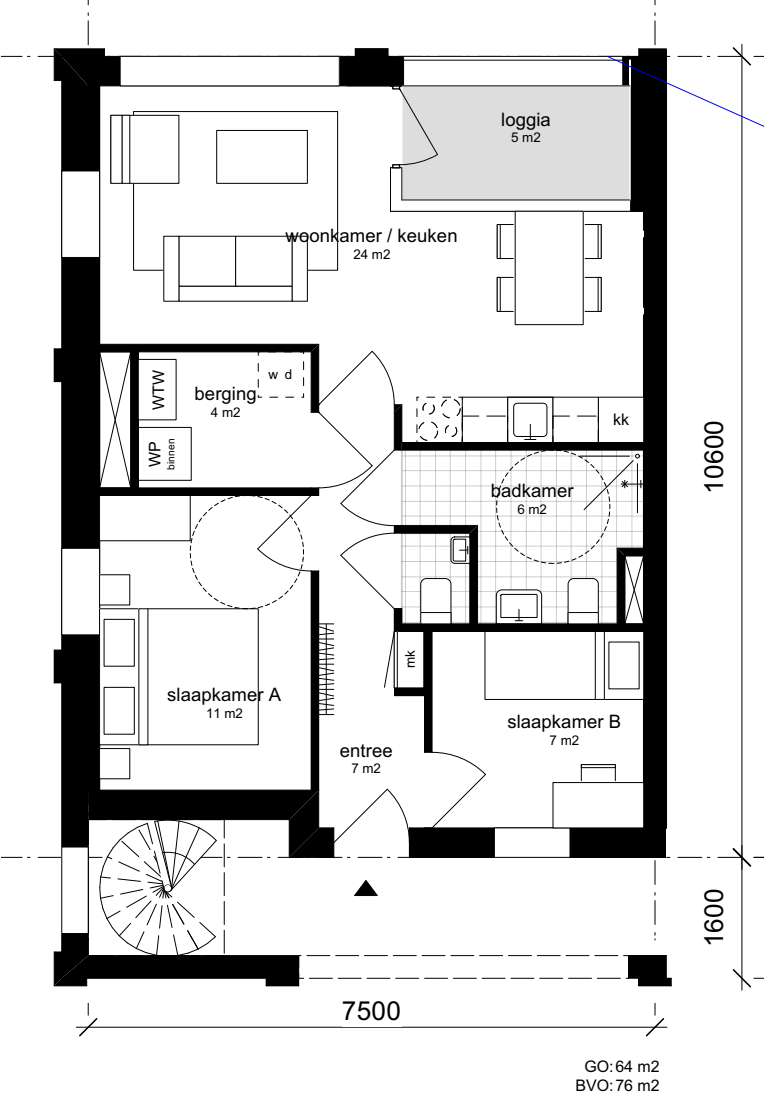 loggia
5 m2
woonkamer / keuken
24 m2
WTW
w d
berging
4 m2
kk
WP
binnen
badkamer
6 m2
10600
mk
slaapkamer A
11 m2
slaapkamer B
7 m2
entree
7 m2
1600
7500
GO: 64 m2
BVO: 76 m2